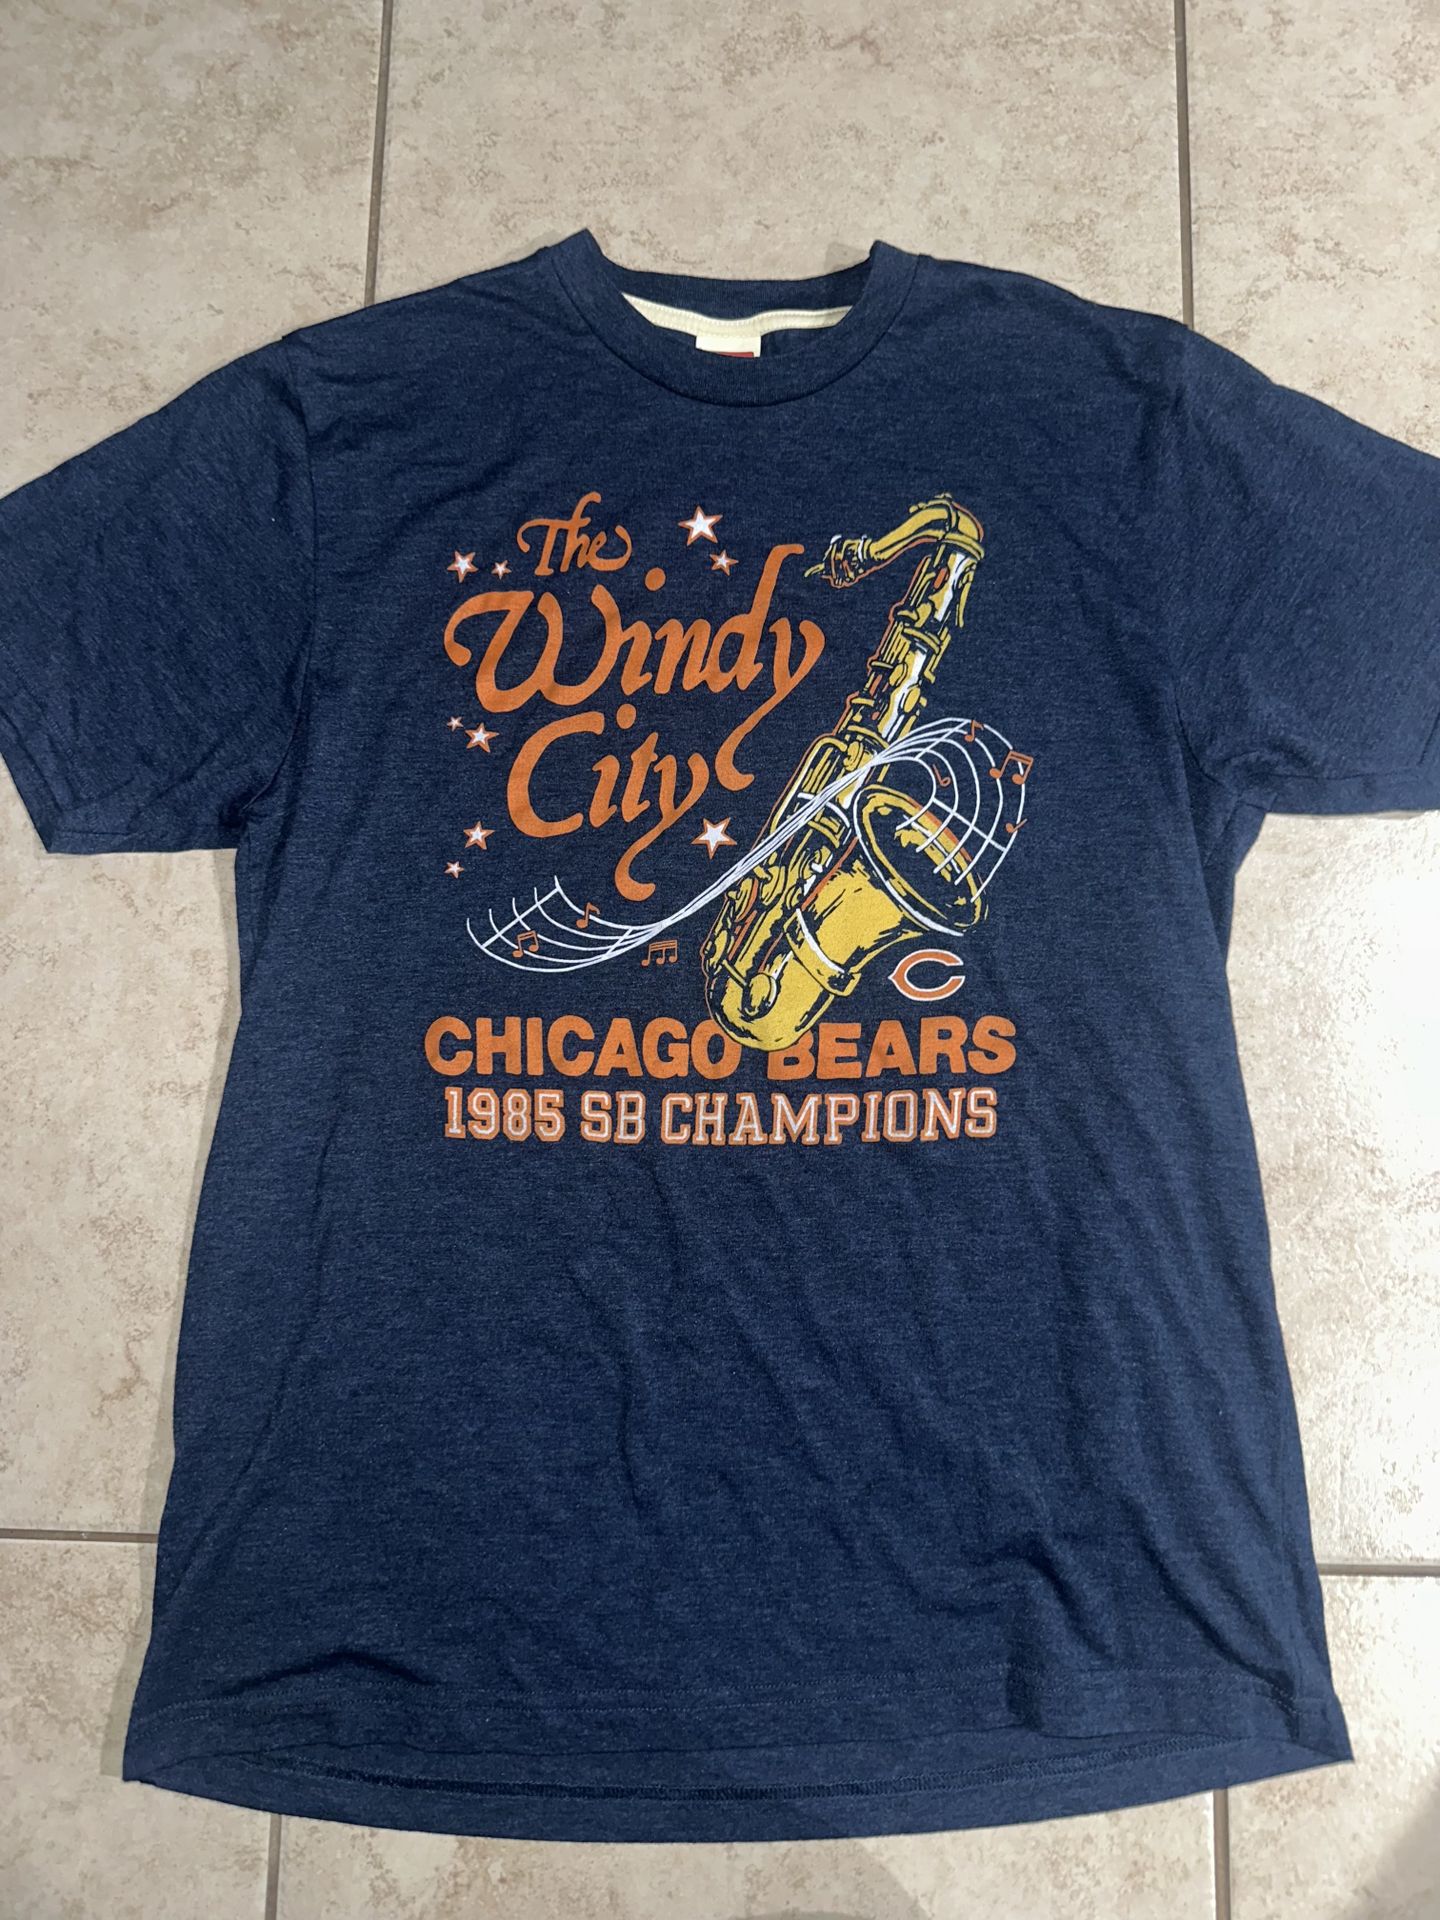 The
Windy
City
C
CHICAGO BEARS
1985 SB CHAMPIONS